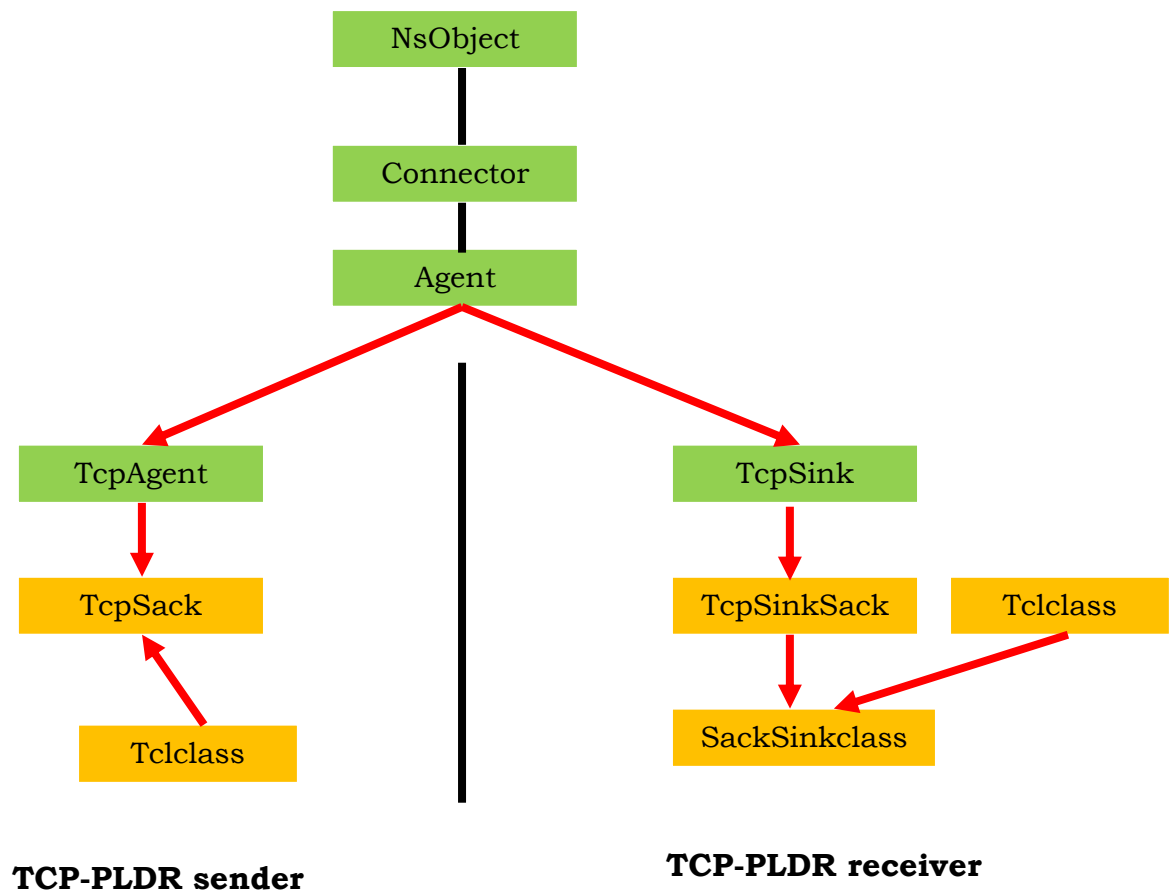 NsObject
Connector
Agent
TcpAgent
TcpSink
TcpSack
TcpSinkSack
Tclclass
Tclclass
SackSinkclass
TCP-PLDR sender
TCP-PLDR receiver